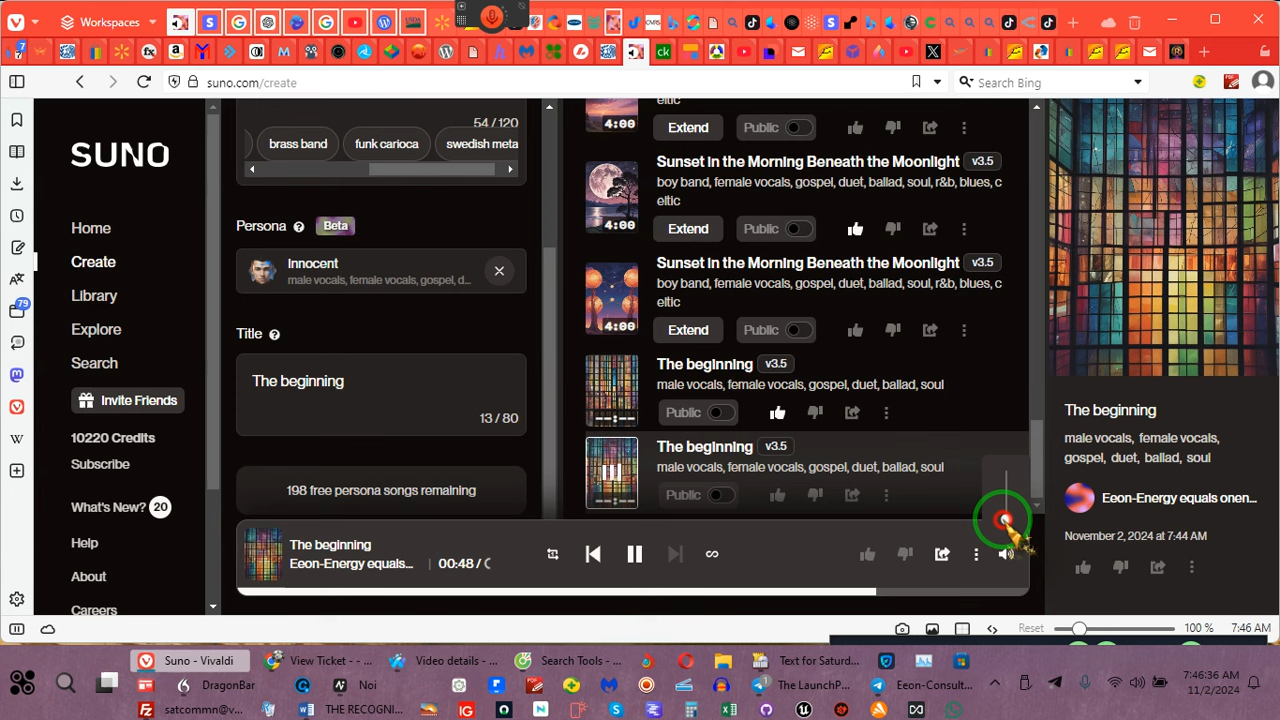 Workspaces
7
suno.com/create
Search Bing
79
SUNO
Home
Create
Library
Explore
Search
Invite Friends
10220 Credits
Subscribe
What's New? 20
Help
About
Careers
54 / 120
brass band
funk carioca
swedish meta
Persona
Beta
Innocent
male vocals, female vocals, gospel, d...
Title
The beginning
13 / 80
198 free persona songs remaining
eltic
4:00
Extend
Public
Sunset in the Morning Beneath the Moonlight v3.5
boy band, female vocals, gospel, duet, ballad, soul, r&b, blues, c
eltic
4:00
Extend
Public
Sunset in the Morning Beneath the Moonlight v3.5
boy band, female vocals, gospel, duet, ballad, soul, r&b, blues, c
eltic
4:00
Extend
Public
The beginning v3.5
male vocals, female vocals, gospel, duet, ballad, soul
--:--
Public
The beginning v3.5
male vocals, female vocals, gospel, duet, ballad, soul
Public
The beginning
Eeon-Energy equals...
00:48 /
The beginning
male vocals, female vocals,
gospel, duet, ballad, soul
Eeon-Energy equals onen...
November 2, 2024 at 7:44 AM
Reset
100 %
7:46 AM
Suno - Vivaldi
View Ticket - - ...
Video details - ...
Search Tools - ...
Text for Saturd...
7:46:36 AM
DragonBar
Noi
The LaunchP...
Eeon-Consult...
11/2/2024
satcommn@v...
THE RECOGNI...